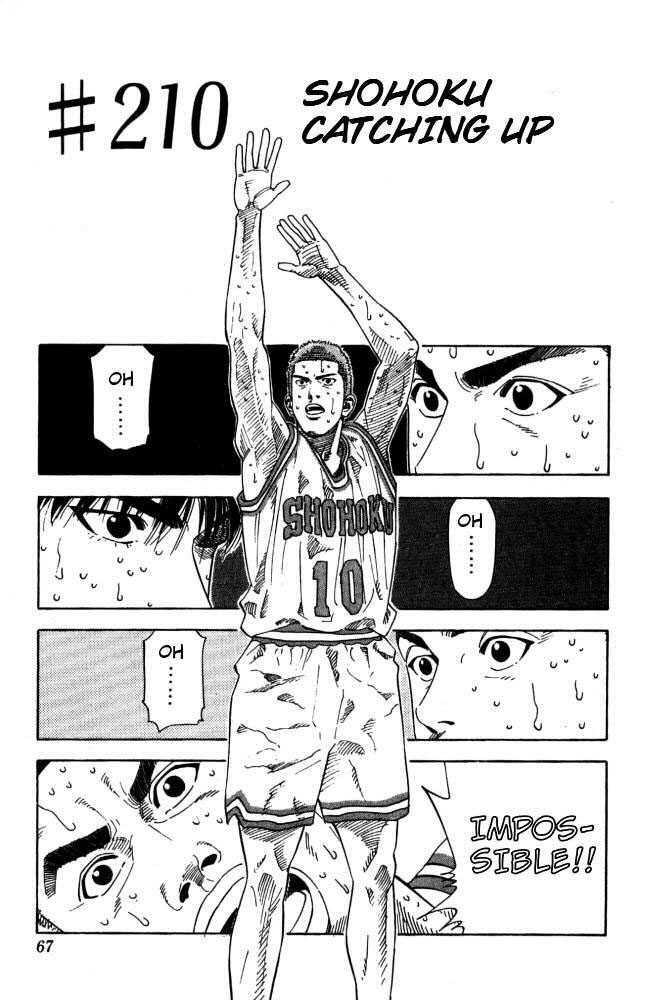 #210
SHOHOKU
CATCHING UP
OH
......
OH
......
OH
......
SHOHOKU
10
IMPOS-
SIBLE!!
67